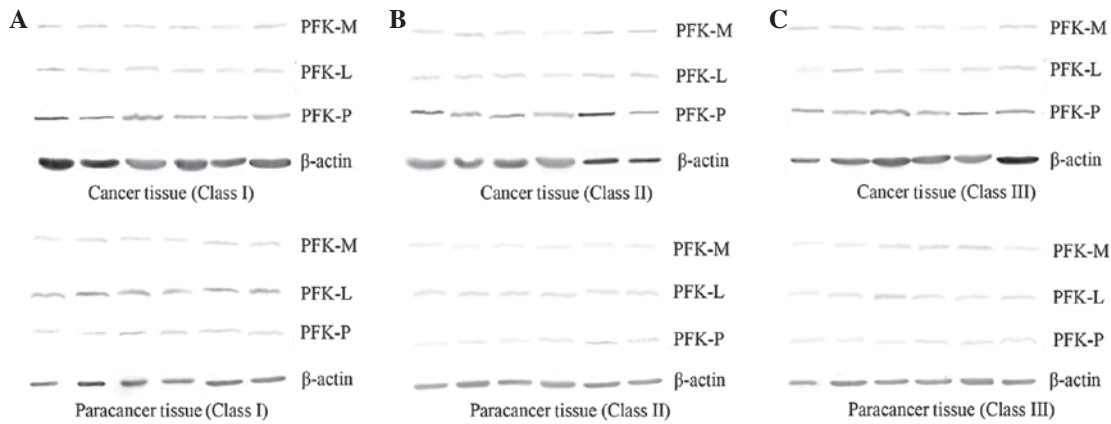 A
PFK-M
PFK-L
PFK-P
β-actin
Cancer tissue (Class I)
PFK-M
PFK-L
PFK-P
β-actin
Paracancer tissue (Class I)
B
PFK-M
PFK-L
PFK-P
β-actin
Cancer tissue (Class II)
PFK-M
PFK-L
PFK-P
β-actin
Paracancer tissue (Class II)
C
PFK-M
PFK-L
PFK-P
β-actin
Cancer tissue (Class III)
PFK-M
PFK-L
PFK-P
β-actin
Paracancer tissue (Class III)